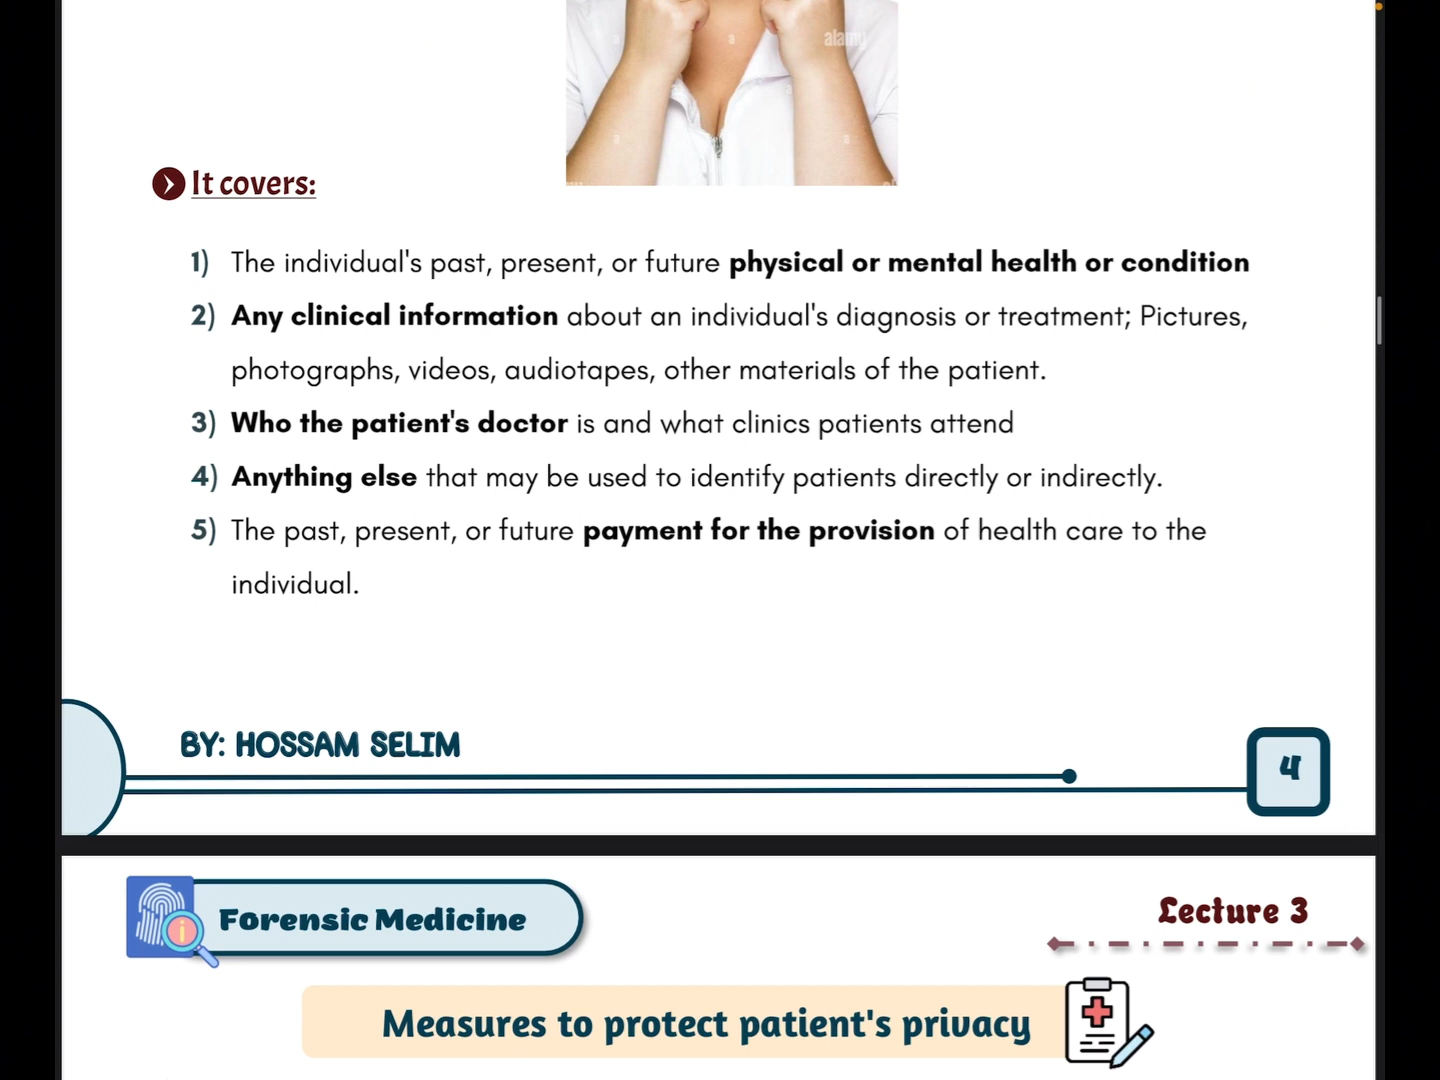 alamy
a
a
a
a
It covers:
1) The individual's past, present, or future physical or mental health or condition
2) Any clinical information about an individual's diagnosis or treatment; Pictures,
photographs, videos, audiotapes, other materials of the patient.
3) Who the patient's doctor is and what clinics patients attend
4) Anything else that may be used to identify patients directly or indirectly.
5) The past, present, or future payment for the provision of health care to the
individual.
BY: HOSSAM SELIM
4
Forensic Medicine
Lecture 3
Measures to protect patient's privacy